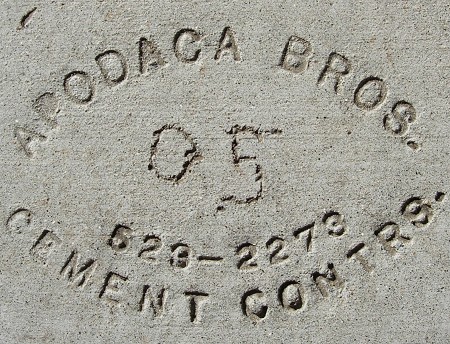 APODACA BROS.
05
523-2273
CEMENT CONTRS.